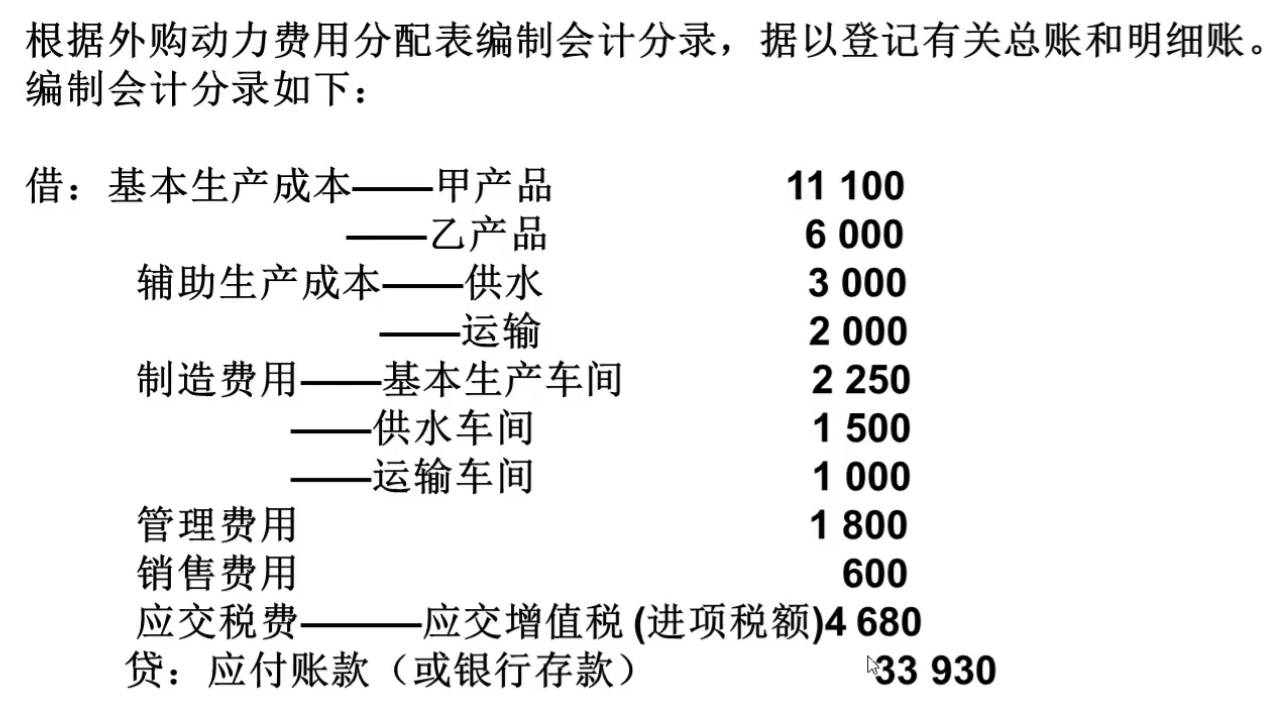 根据外购动力费用分配表编制会计分录，据以登记有关总账和明细账。
编制会计分录如下：
借：基本生产成本——甲产品 11 100
——乙产品 6 000
辅助生产成本——供水 3 000
——运输 2 000
制造费用——基本生产车间 2 250
——供水车间 1 500
——运输车间 1 000
管理费用 1 800
销售费用 600
应交税费———应交增值税(进项税额)4 680
贷：应付账款（或银行存款） 33 930